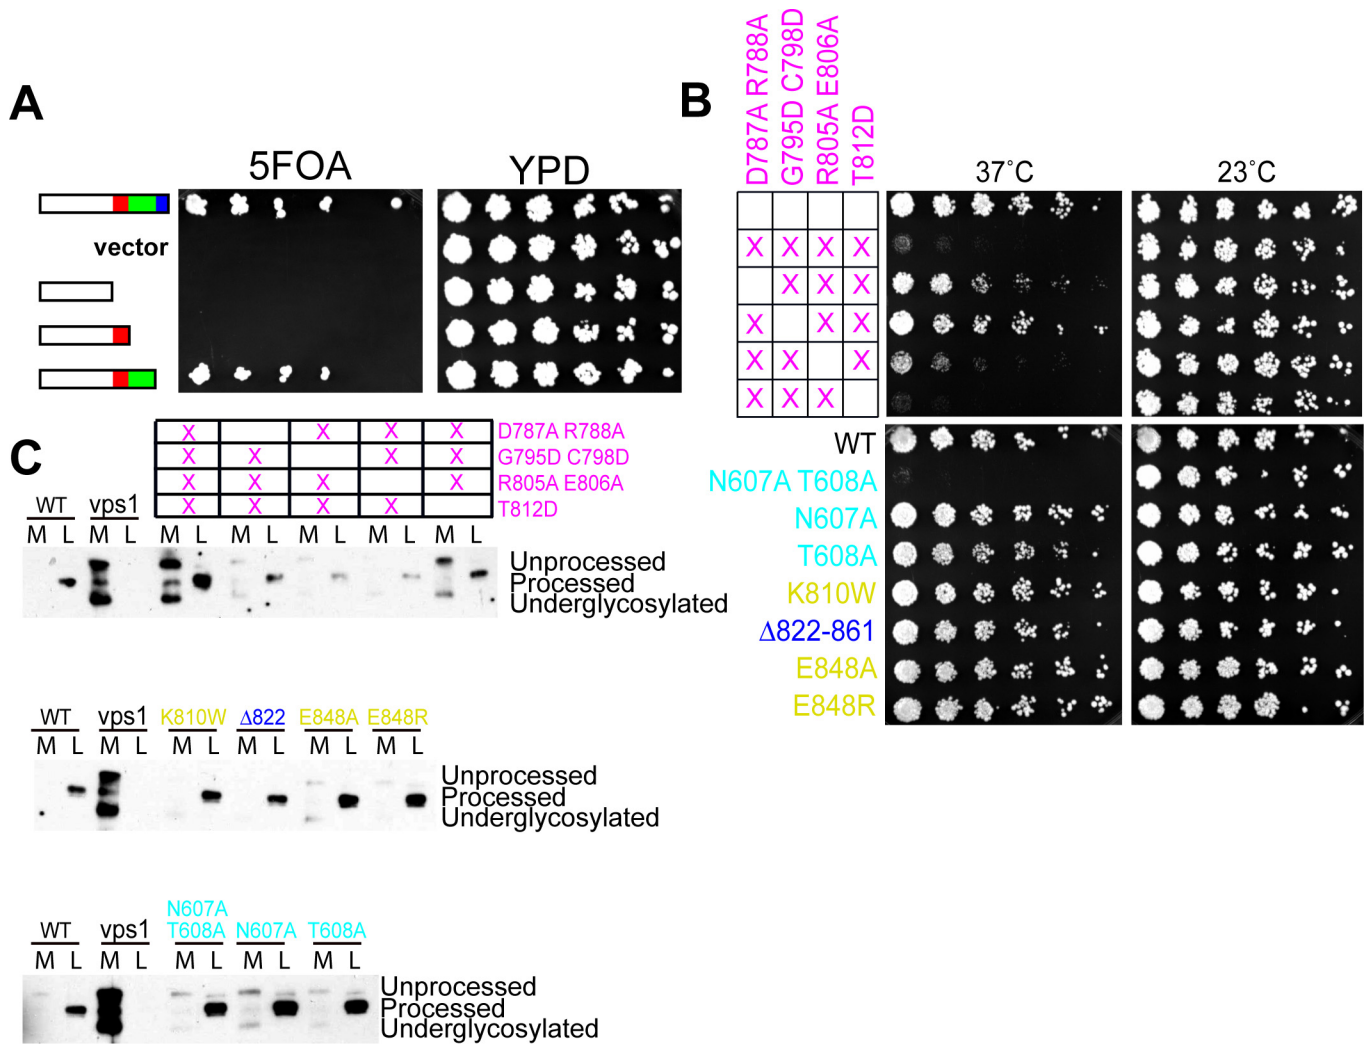 A
5FOA
YPD
vector
B
D787A R788A
G795D C798D
R805A E806A
T812D
37˚C
23˚C
X X X X
X X X
X X X
X X X
X X X
WT
N607A T608A
N607A
T608A
K810W
Δ822-861
E848A
E848R
C
X X X X D787A R788A
X X X X G795D C798D
X X X X R805A E806A
X X X X T812D
WT vps1
M L M L M L M L M L M L M L
Unprocessed
Processed
Underglycosylated
WT vps1 K810W Δ822 E848A E848R
M L M L M L M L M L M L
Unprocessed
Processed
Underglycosylated
N607A
WT vps1 T608A N607A T608A
M L M L M L M L M L
Unprocessed
Processed
Underglycosylated